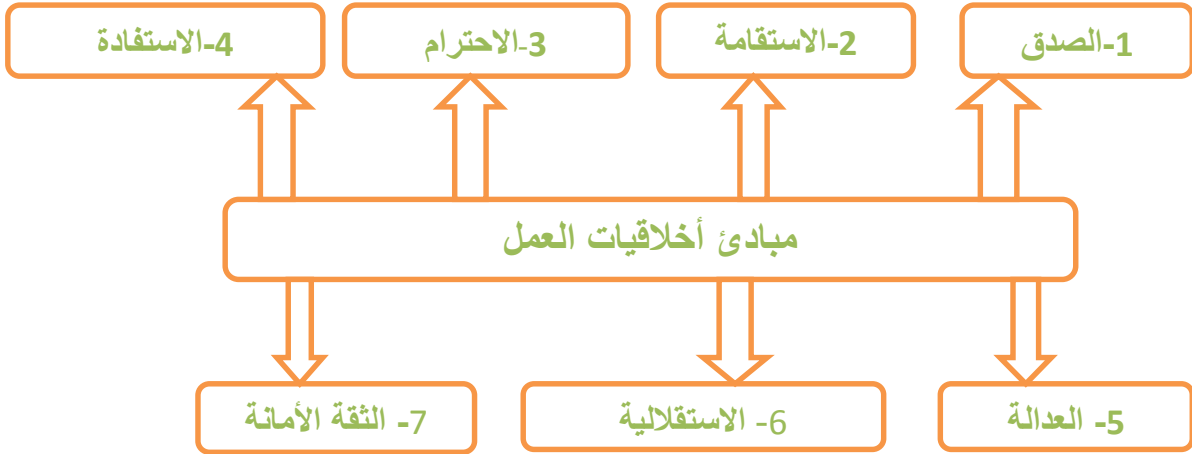 1-الصدق
2-الاستقامة
3-الاحترام
4-الاستفادة
مبادئ أخلاقيات العمل
5- العدالة
6- الاستقلالية
7- الثقة الأمانة